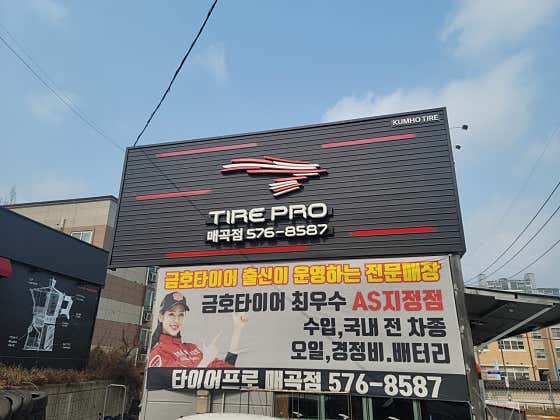 KUMHO TIRE
TIRE PRO
매곡점 576-8587
금호타이어 출신이 운영하는 전문매장
금호타이어 최우수 AS지정점
수입,국내 전 차종
오일,경정비.배터리
타이어프로 매곡점 576-8587